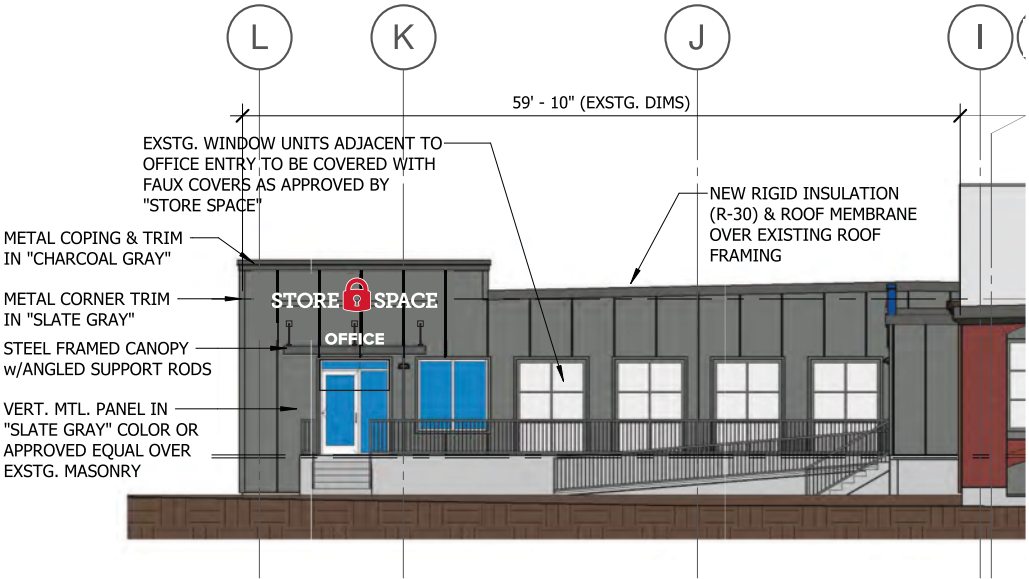 L K J I
59' - 10" (EXSTG. DIMS)
EXSTG. WINDOW UNITS ADJACENT TO
OFFICE ENTRY TO BE COVERED WITH
FAUX COVERS AS APPROVED BY
"STORE SPACE"
NEW RIGID INSULATION
(R-30) & ROOF MEMBRANE
OVER EXISTING ROOF
FRAMING
METAL COPING & TRIM
IN "CHARCOAL GRAY"
METAL CORNER TRIM
IN "SLATE GRAY"
STEEL FRAMED CANOPY
w/ANGLED SUPPORT RODS
VERT. MTL. PANEL IN
"SLATE GRAY" COLOR OR
APPROVED EQUAL OVER
EXSTG. MASONRY
STORE SPACE
OFFICE